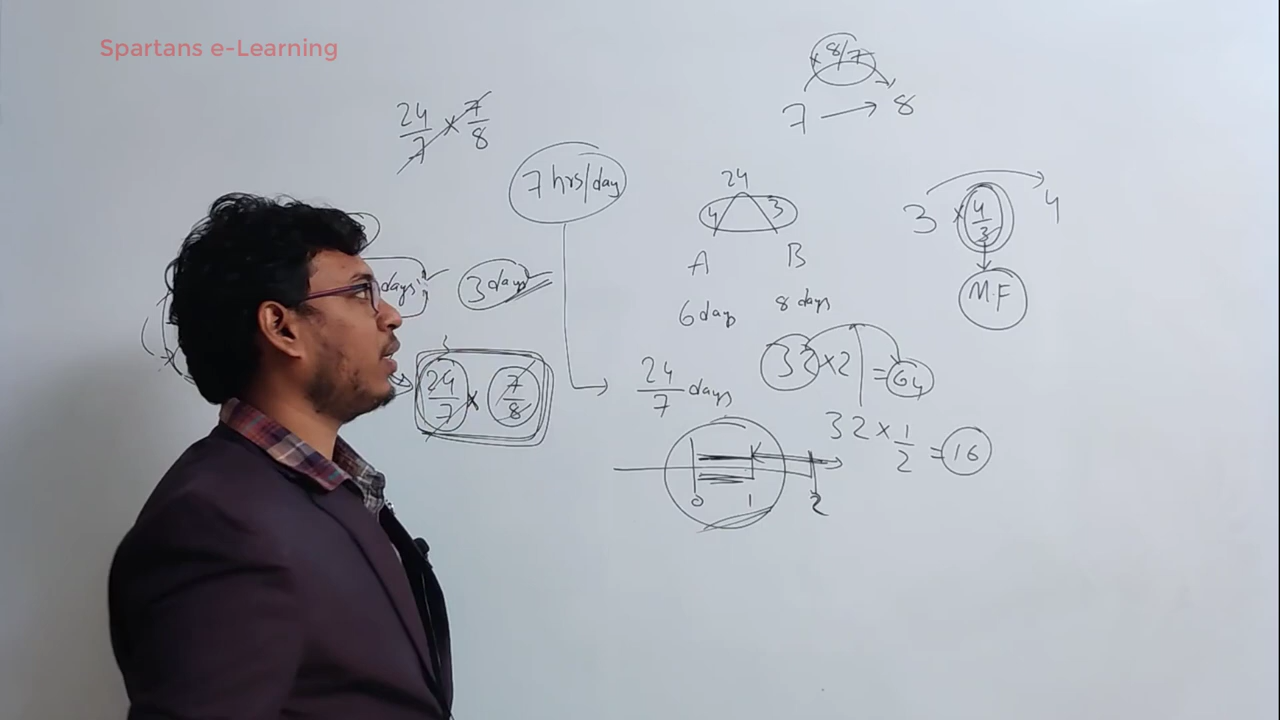 Spartans e-Learning
24/7 × 7/8
7 hrs/day
× 8/7
7 → 8
24
4 3
A B
6 day 8 days
3 × 4/3 4
M.F
days
3 days
24/7 × 7/8
24/7 days
32 × 2 = 64
32 × 1/2 = 16
0 1 2